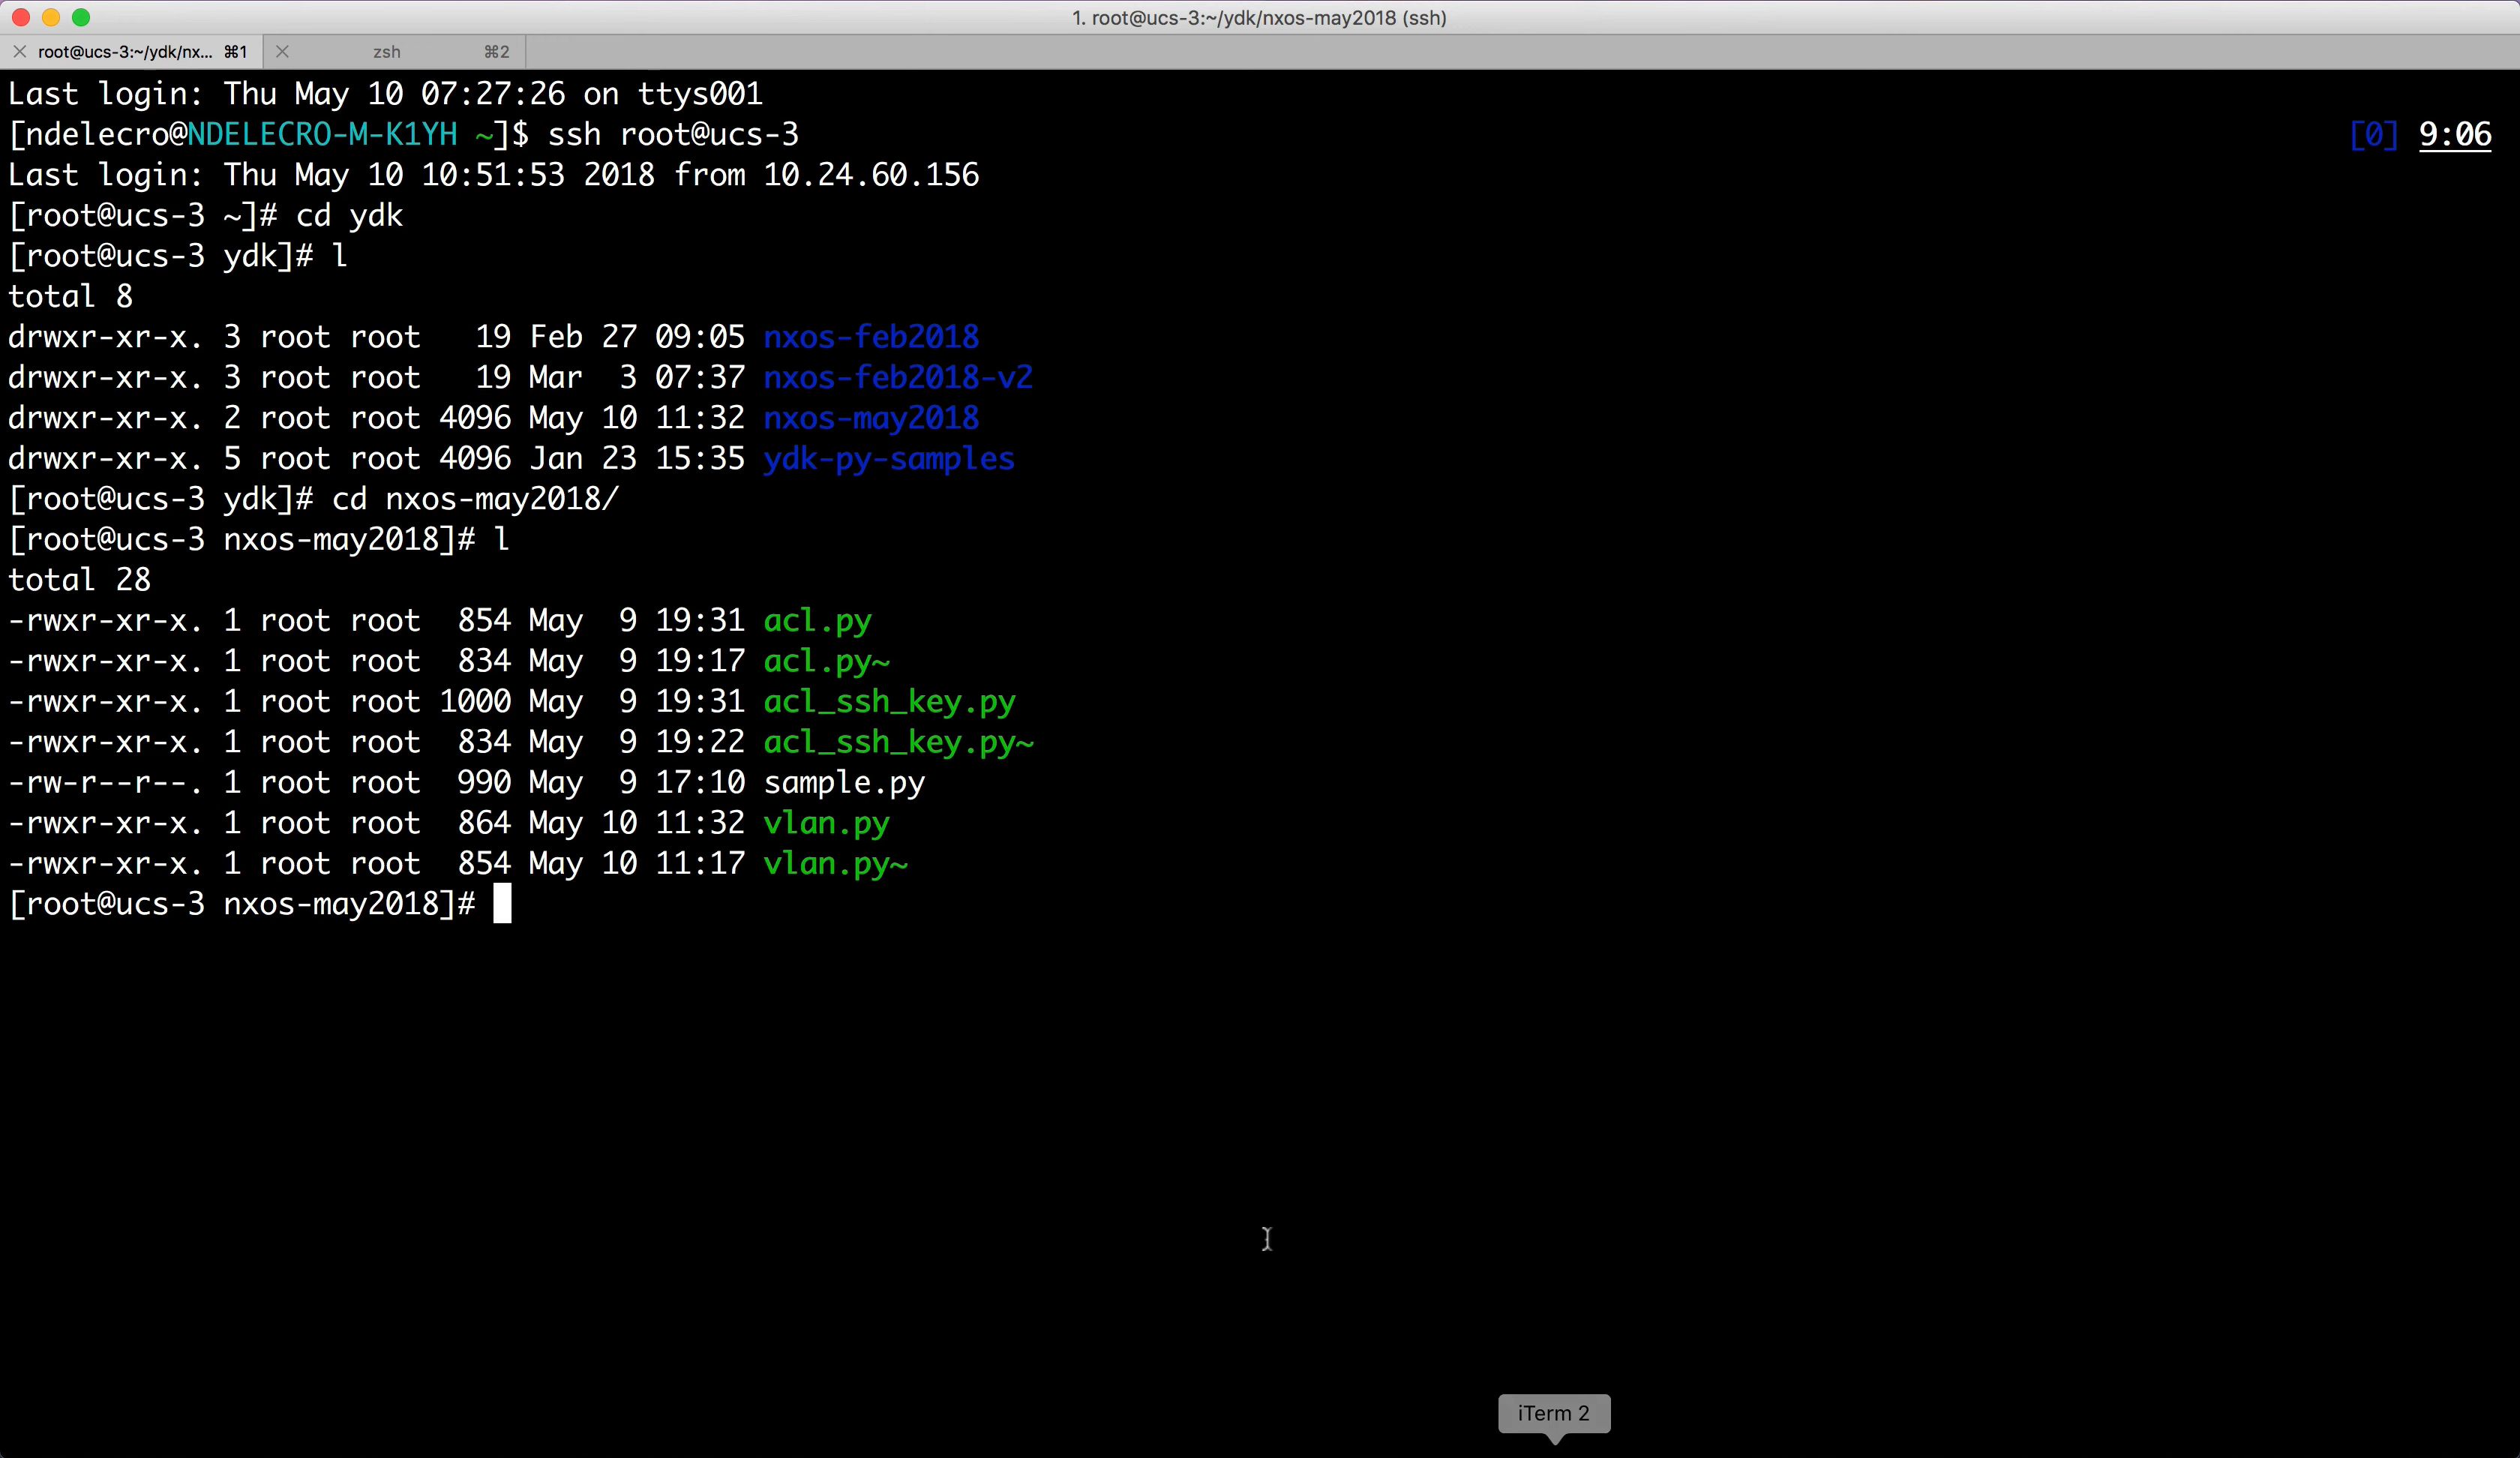 1. root@ucs-3:~/ydk/nxos-may2018 (ssh)
root@ucs-3:~/ydk/nx... ⌘1 zsh ⌘2
Last login: Thu May 10 07:27:26 on ttys001
[ndelecro@NDELECRO-M-K1YH ~]$ ssh root@ucs-3 [0] 9:06
Last login: Thu May 10 10:51:53 2018 from 10.24.60.156
[root@ucs-3 ~]# cd ydk
[root@ucs-3 ydk]# l
total 8
drwxr-xr-x. 3 root root   19 Feb 27 09:05 nxos-feb2018
drwxr-xr-x. 3 root root   19 Mar  3 07:37 nxos-feb2018-v2
drwxr-xr-x. 2 root root 4096 May 10 11:32 nxos-may2018
drwxr-xr-x. 5 root root 4096 Jan 23 15:35 ydk-py-samples
[root@ucs-3 ydk]# cd nxos-may2018/
[root@ucs-3 nxos-may2018]# l
total 28
-rwxr-xr-x. 1 root root  854 May  9 19:31 acl.py
-rwxr-xr-x. 1 root root  834 May  9 19:17 acl.py~
-rwxr-xr-x. 1 root root 1000 May  9 19:31 acl_ssh_key.py
-rwxr-xr-x. 1 root root  834 May  9 19:22 acl_ssh_key.py~
-rw-r--r--. 1 root root  990 May  9 17:10 sample.py
-rwxr-xr-x. 1 root root  864 May 10 11:32 vlan.py
-rwxr-xr-x. 1 root root  854 May 10 11:17 vlan.py~
[root@ucs-3 nxos-may2018]#
iTerm 2